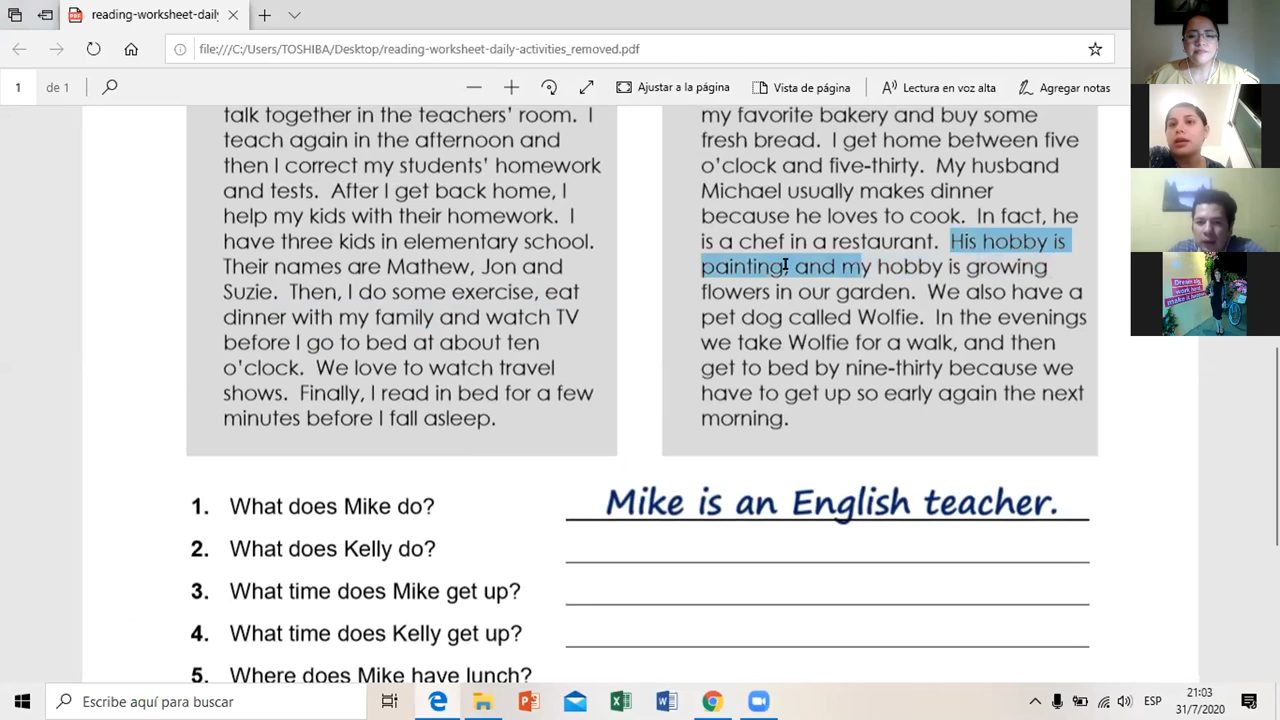 reading-worksheet-daily-
file:///C:/Users/TOSHIBA/Desktop/reading-worksheet-daily-activities_removed.pdf
1 de 1
Ajustar a la página
Vista de página
Lectura en voz alta
Agregar notas
talk together in the teachers' room. I
teach again in the afternoon and
then I correct my students' homework
and tests. After I get back home, I
help my kids with their homework. I
have three kids in elementary school.
Their names are Mathew, Jon and
Suzie. Then, I do some exercise, eat
dinner with my family and watch TV
before I go to bed at about ten
o'clock. We love to watch travel
shows. Finally, I read in bed for a few
minutes before I fall asleep.
my favorite bakery and buy some
fresh bread. I get home between five
o'clock and five-thirty. My husband
Michael usually makes dinner
because he loves to cook. In fact, he
is a chef in a restaurant. His hobby is
painting, and my hobby is growing
flowers in our garden. We also have a
pet dog called Wolfie. In the evenings
we take Wolfie for a walk, and then
get to bed by nine-thirty because we
have to get up so early again the next
morning.
1. What does Mike do? Mike is an English teacher.
2. What does Kelly do?
3. What time does Mike get up?
4. What time does Kelly get up?
5. Where does Mike have lunch?
Dream big
work hard
make it happen
Escribe aquí para buscar
ESP
21:03
31/7/2020